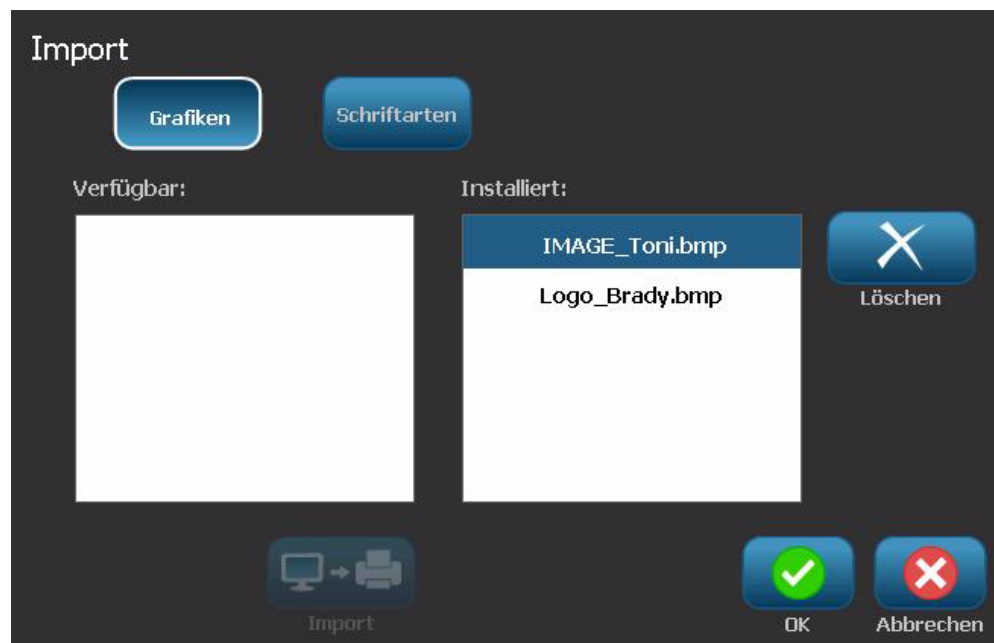 Import
Grafiken
Schriftarten
Verfügbar:
Installiert:
IMAGE_Toni.bmp
Logo_Brady.bmp
Löschen
Import
OK
Abbrechen